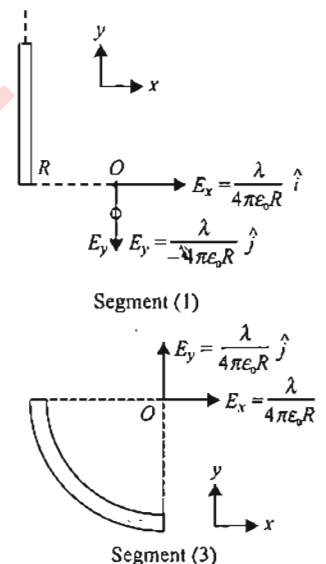 y
x
R
O
E_x = λ/(4πε₀R) î
E_y E_y = λ/(−4πε₀R) ĵ
Segment (1)
E_y = λ/(4πε₀R) ĵ
O
E_x = λ/(4πε₀R)
y
x
Segment (3)